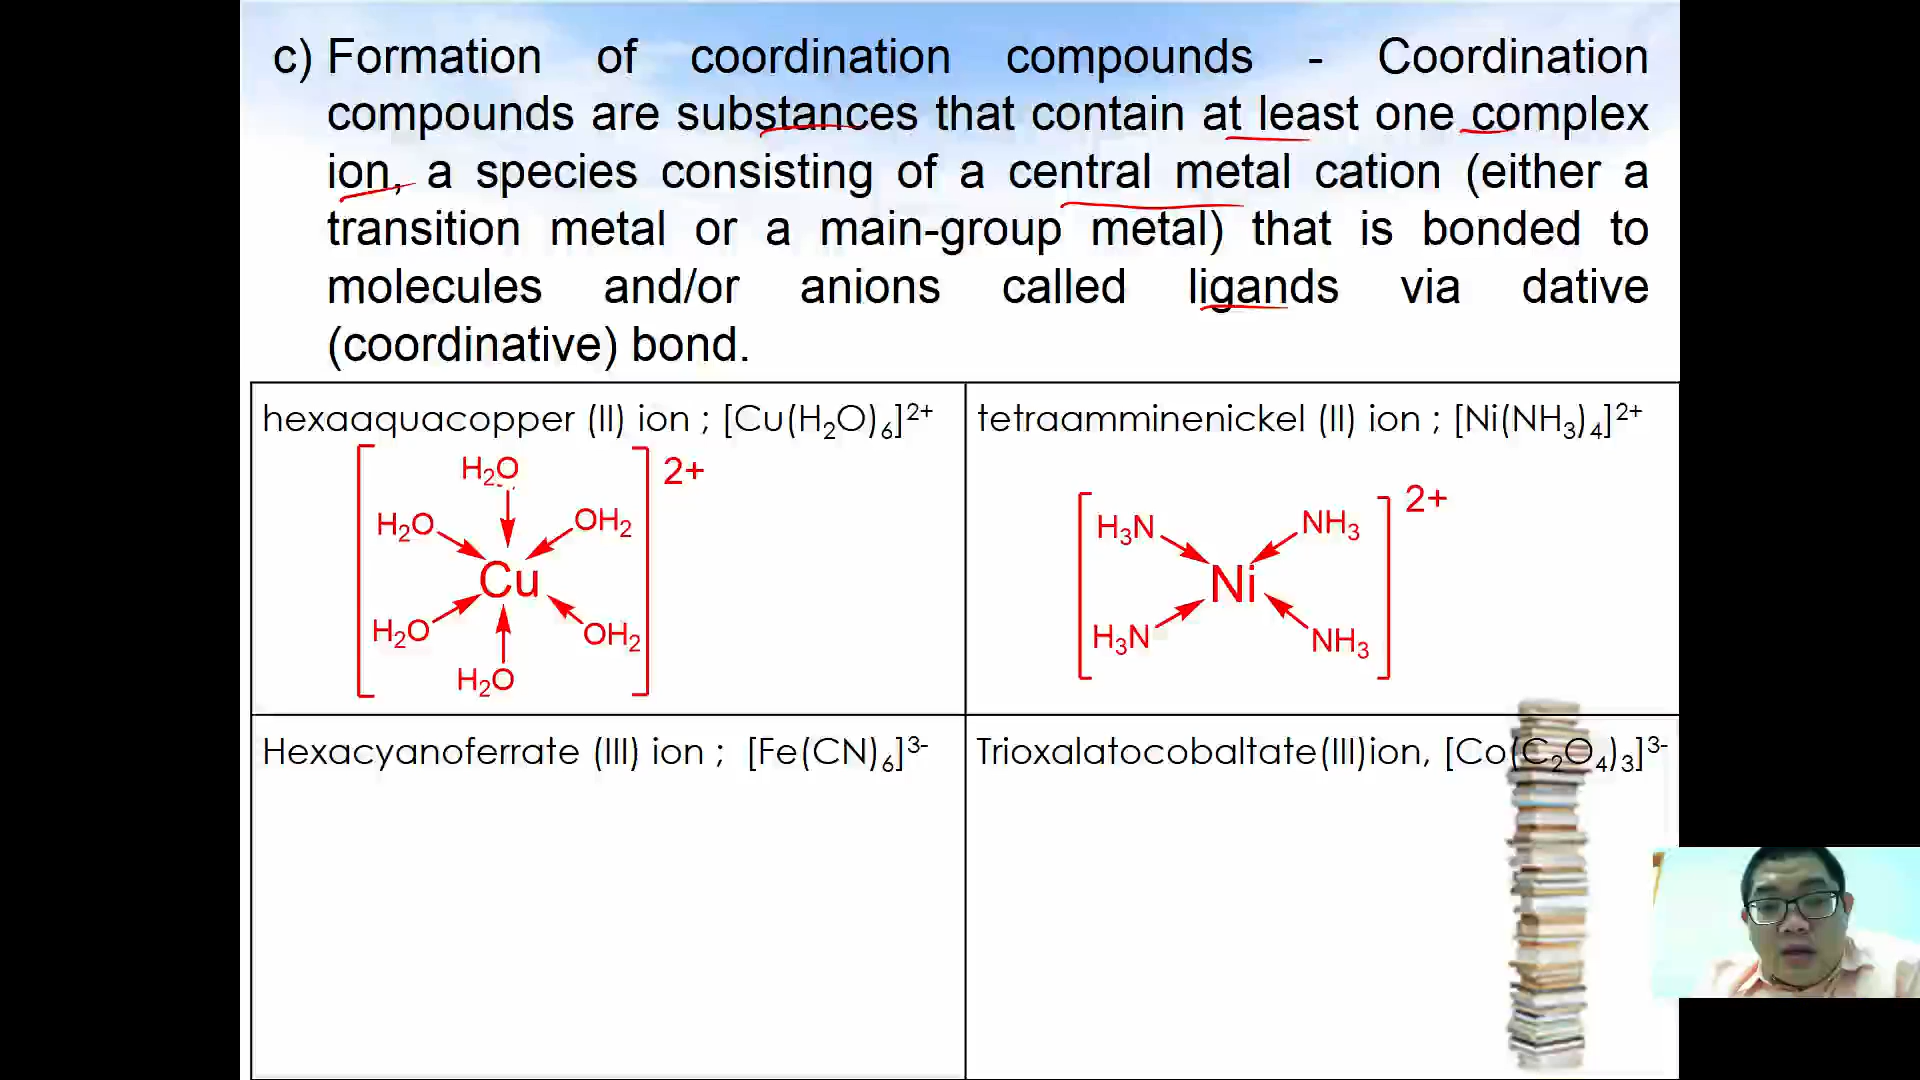 c) Formation of coordination compounds - Coordination
compounds are substances that contain at least one complex
ion, a species consisting of a central metal cation (either a
transition metal or a main-group metal) that is bonded to
molecules and/or anions called ligands via dative
(coordinative) bond.
hexaaquacopper (II) ion ; [Cu(H₂O)₆]²⁺
H₂O
2+
H₂O
OH₂
Cu
H₂O
OH₂
H₂O
tetraamminenickel (II) ion ; [Ni(NH₃)₄]²⁺
2+
H₃N
NH₃
Ni
H₃N
NH₃
Hexacyanoferrate (III) ion ; [Fe(CN)₆]³⁻
Trioxalatocobaltate(III)ion, [Co(C₂O₄)₃]³⁻